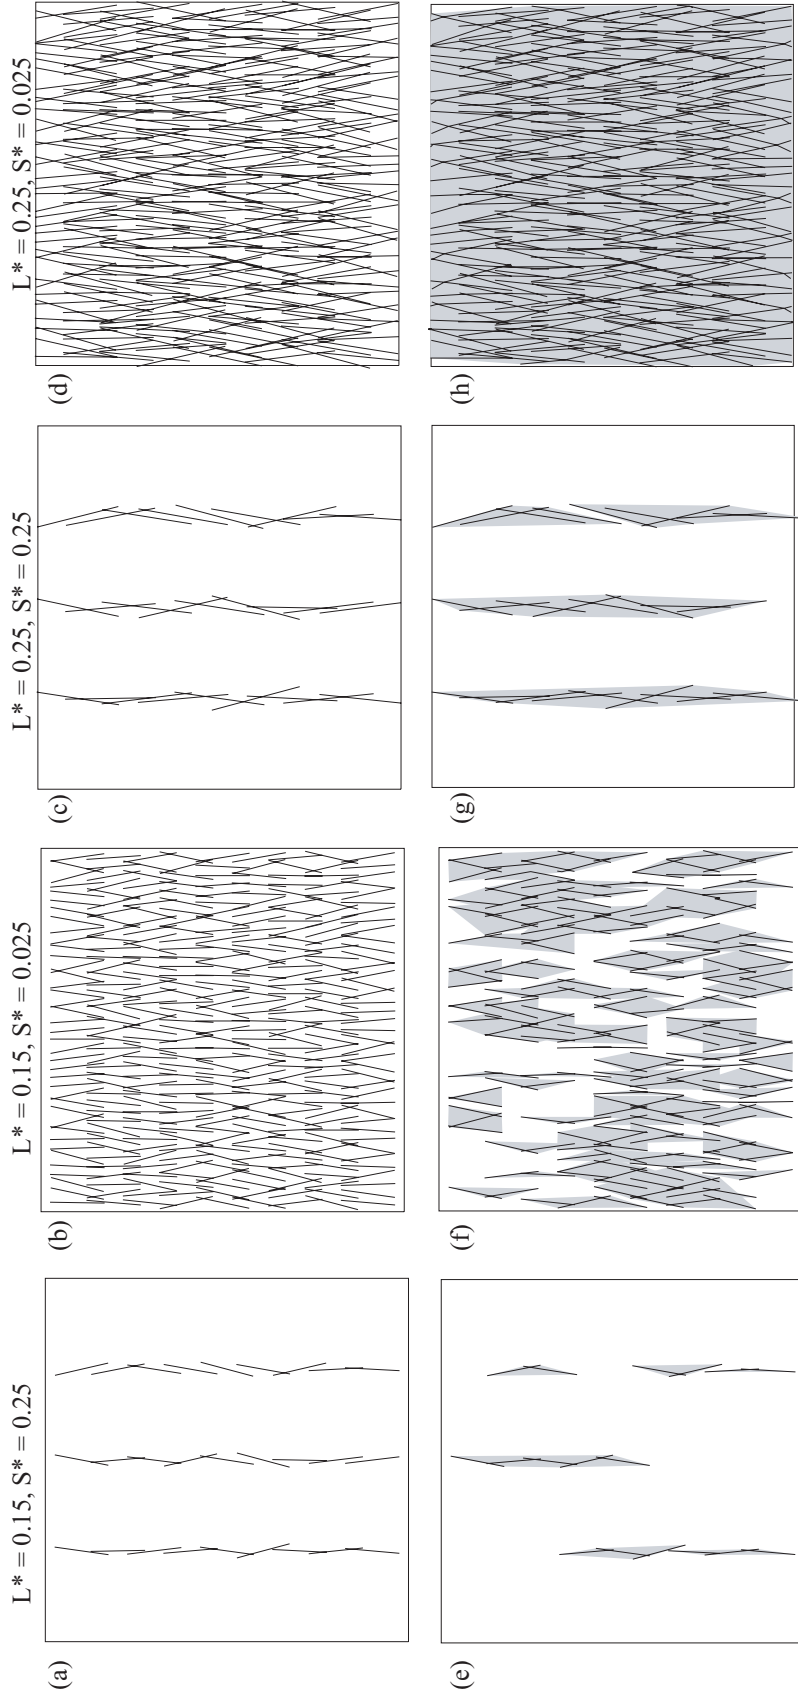 L* = 0.15, S* = 0.25
L* = 0.15, S* = 0.025
L* = 0.25, S* = 0.25
L* = 0.25, S* = 0.025
(a)
(b)
(c)
(d)
(e)
(f)
(g)
(h)